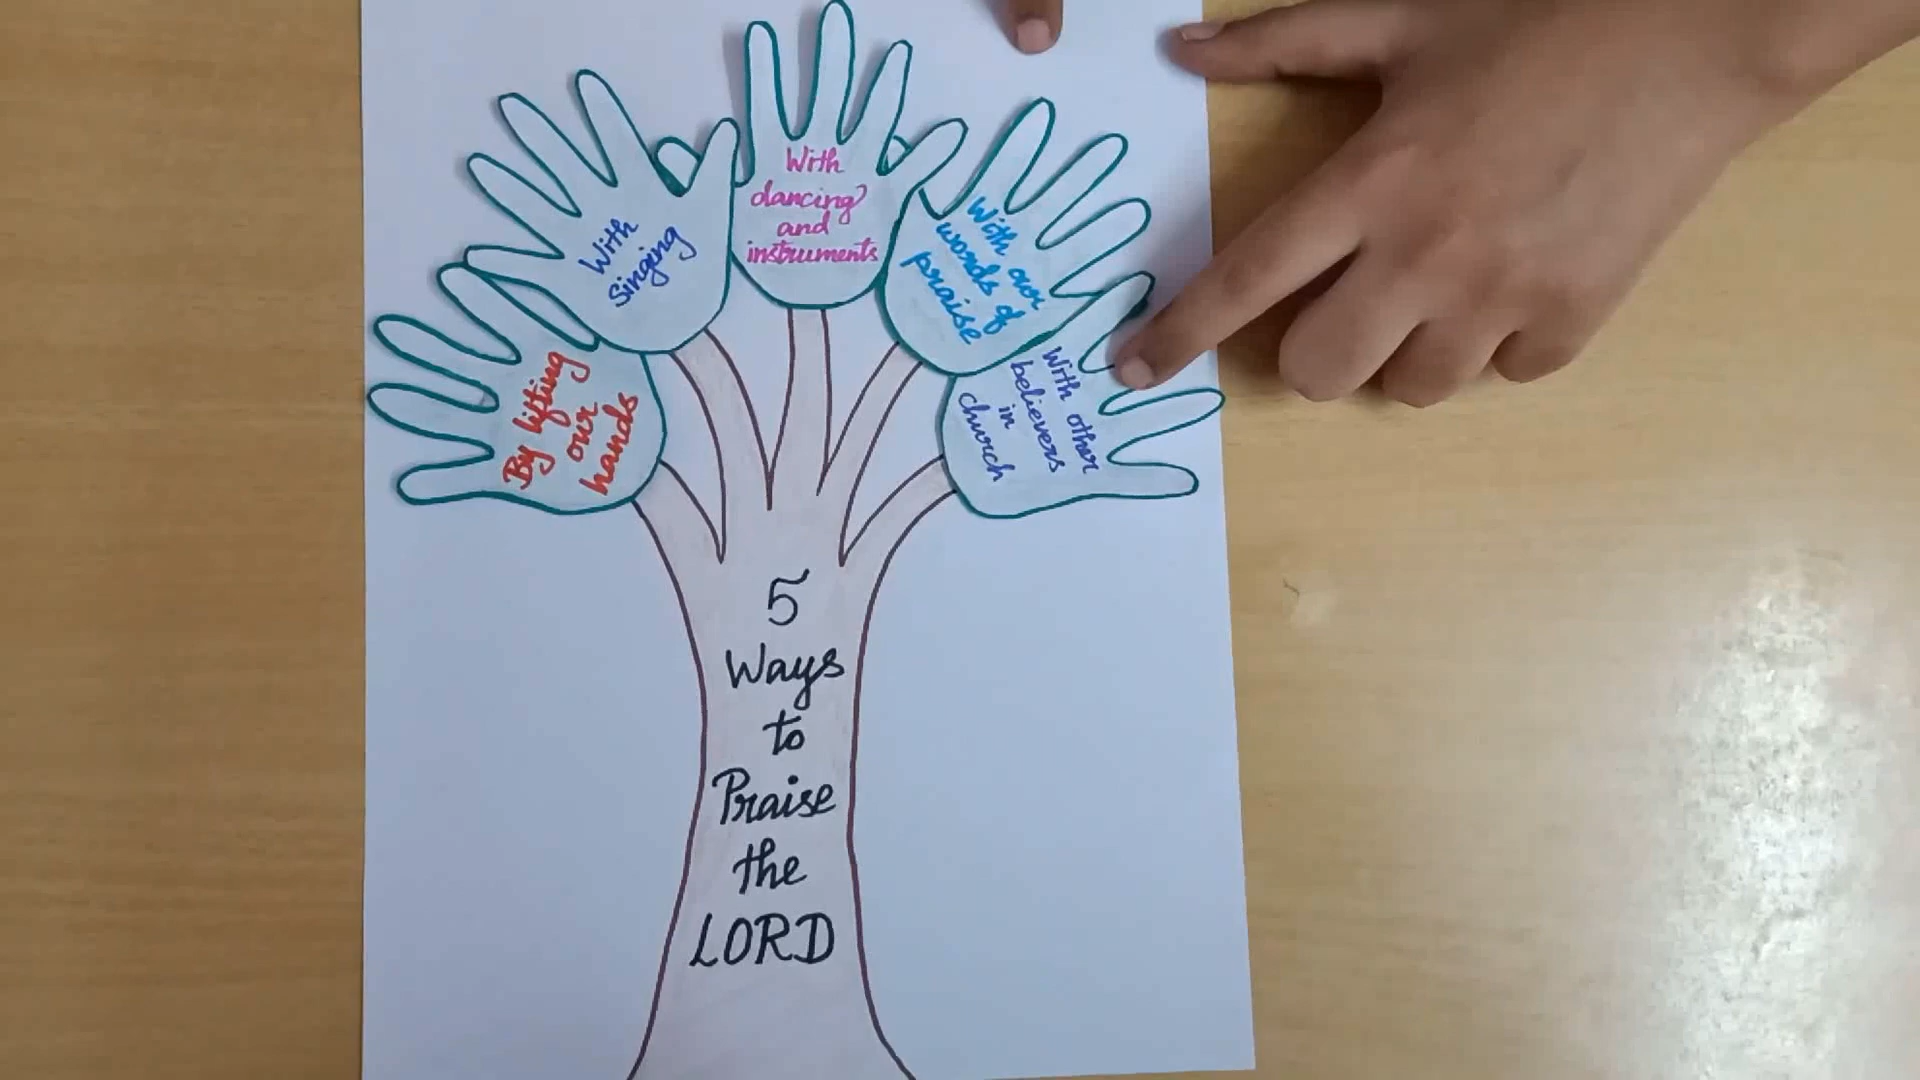 By lifting
our
hands
With
Singing
With
dancing
and
instruments
With our
words of
praise
With other
believers
in
church
5
Ways
to
Praise
the
LORD